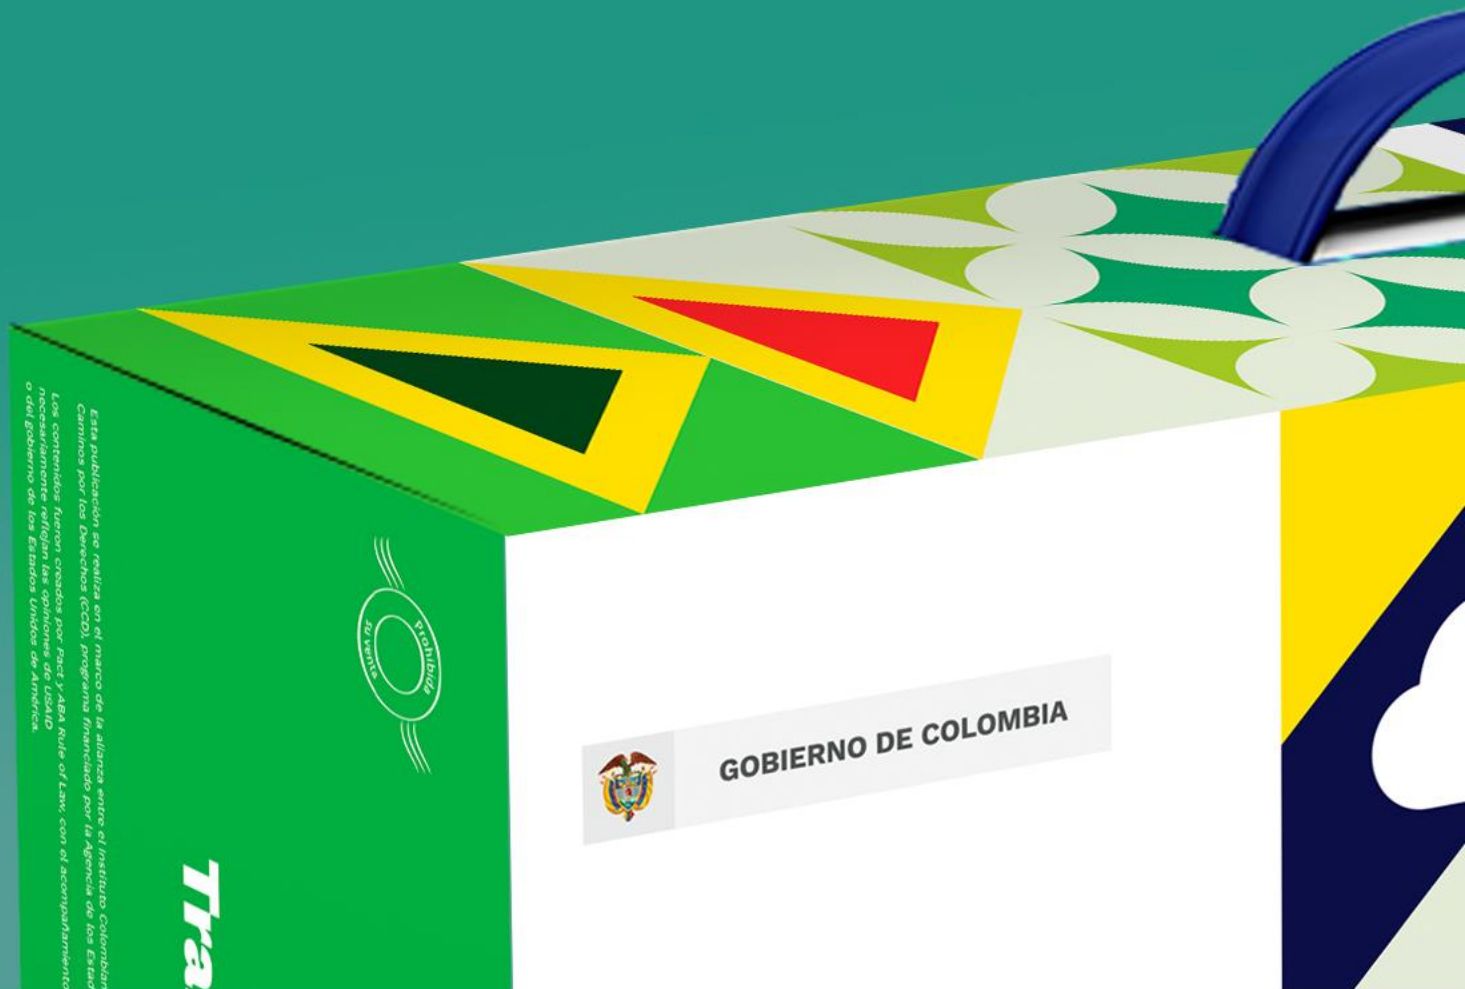 Esta publicación se realiza en el marco de la alianza entre el Instituto Colombian
Caminos por los Derechos (CCD), programa financiado por la Agencia de los Estad
Los contenidos fueron creados por Pact y ABA Rule of Law, con el acompañamiento
necesariamente reflejan las opiniones de USAID
o del gobierno de los Estados Unidos de América.
Prohibida
su venta
Tra
GOBIERNO DE COLOMBIA